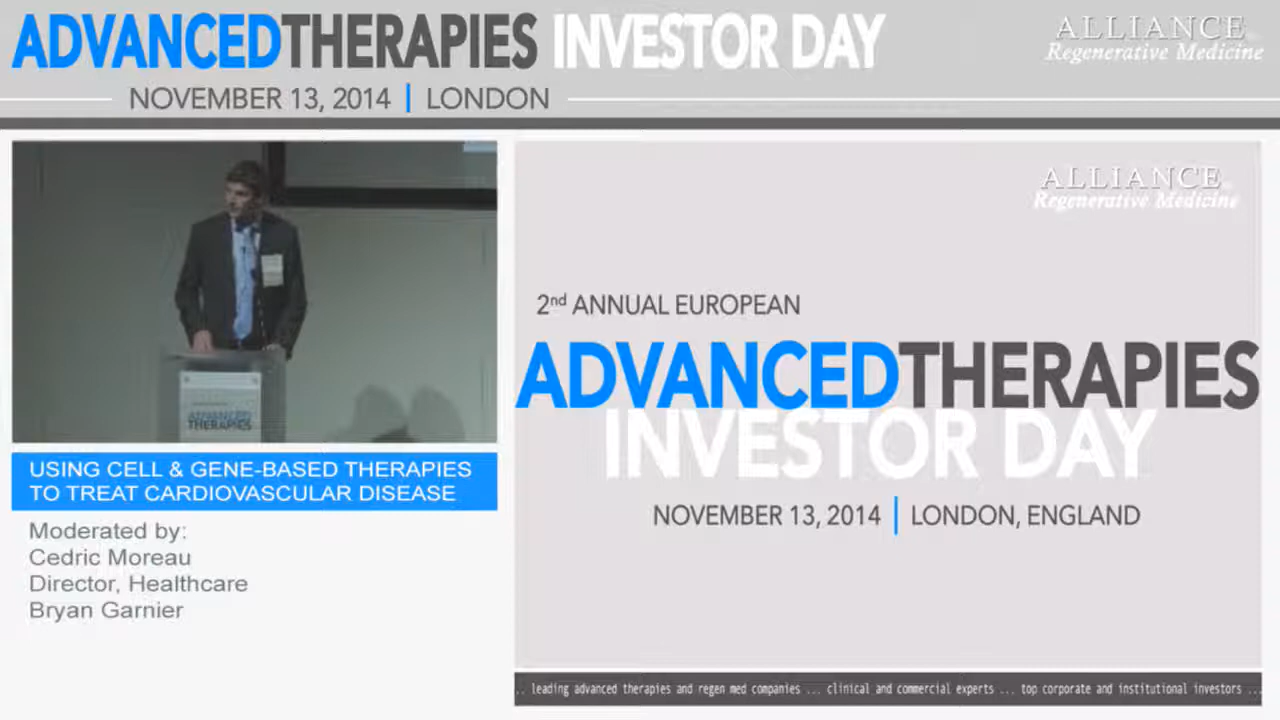 ADVANCEDTHERAPIES INVESTOR DAY
NOVEMBER 13, 2014 | LONDON
ALLIANCE
Regenerative Medicine
ADVANCED
THERAPIES
USING CELL & GENE-BASED THERAPIES
TO TREAT CARDIOVASCULAR DISEASE
Moderated by:
Cedric Moreau
Director, Healthcare
Bryan Garnier
ALLIANCE
Regenerative Medicine
2nd ANNUAL EUROPEAN
ADVANCEDTHERAPIES
INVESTOR DAY
NOVEMBER 13, 2014 | LONDON, ENGLAND
.. leading advanced therapies and regen med companies ... clinical and commercial experts ... top corporate and institutional investors ...